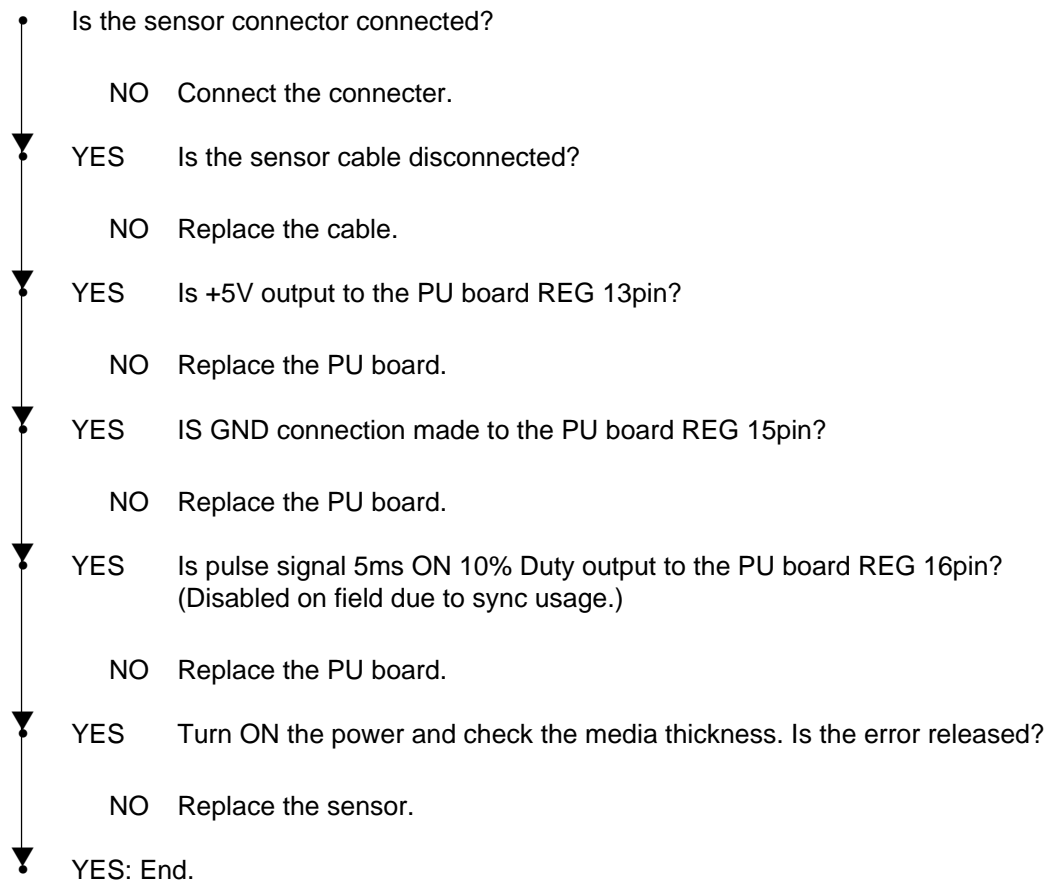 Is the sensor connector connected?
NO Connect the connecter.
YES Is the sensor cable disconnected?
NO Replace the cable.
YES Is +5V output to the PU board REG 13pin?
NO Replace the PU board.
YES IS GND connection made to the PU board REG 15pin?
NO Replace the PU board.
YES Is pulse signal 5ms ON 10% Duty output to the PU board REG 16pin?
(Disabled on field due to sync usage.)
NO Replace the PU board.
YES Turn ON the power and check the media thickness. Is the error released?
NO Replace the sensor.
YES: End.